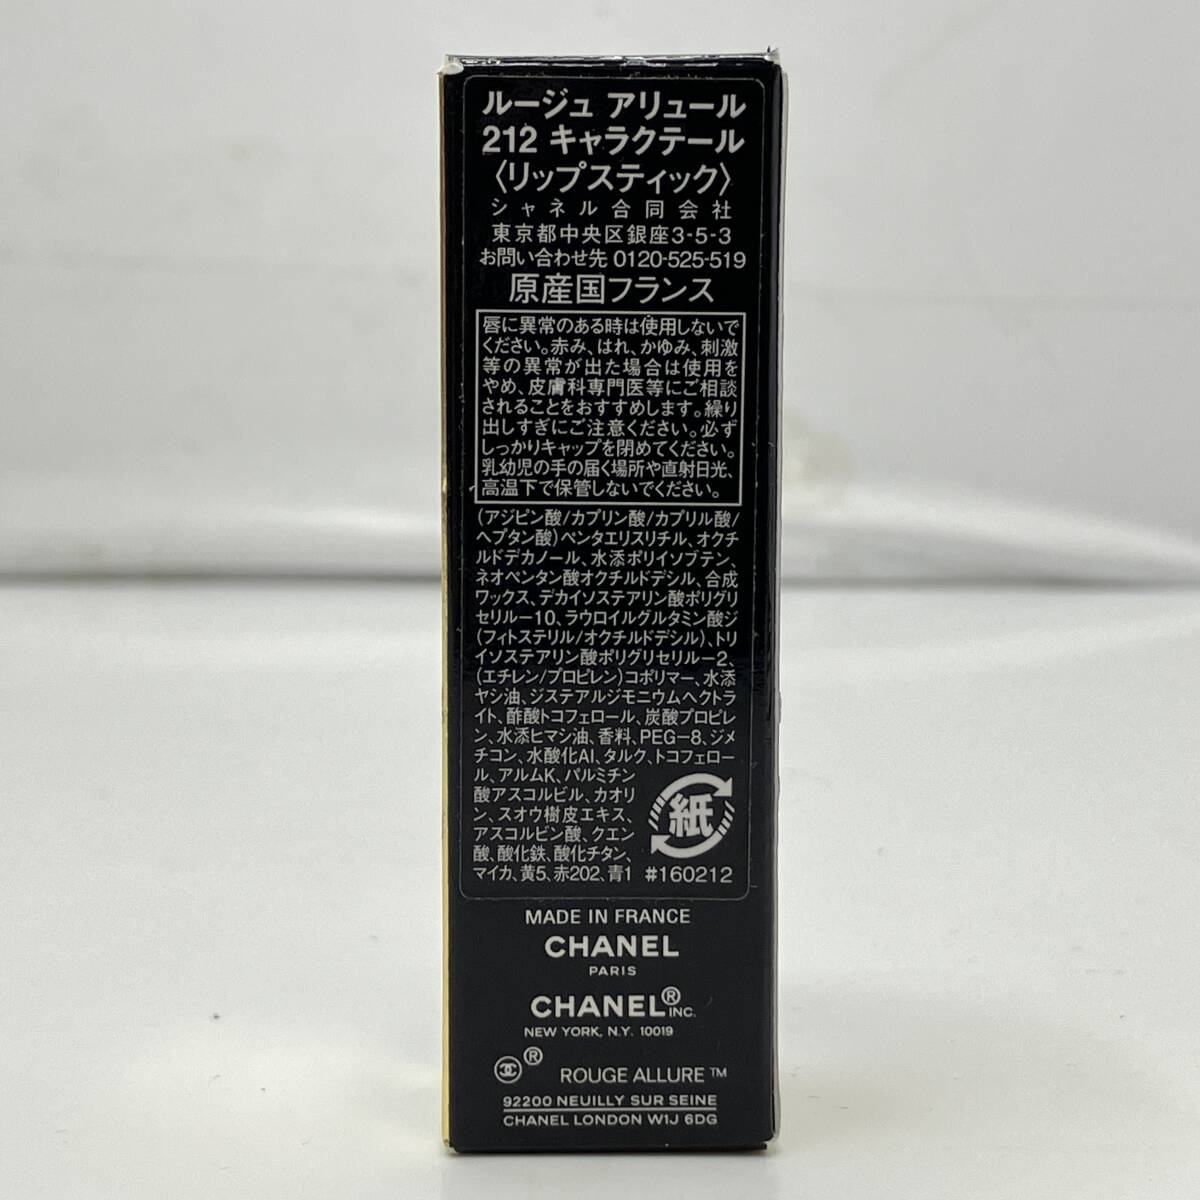 ルージュ アリュール
212 キャラクテール
〈リップスティック〉
シャネル合同会社
東京都中央区銀座3-5-3
お問い合わせ先 0120-525-519
原産国フランス
唇に異常のある時は使用しないで
ください。赤み、はれ、かゆみ、刺激
等の異常が出た場合は使用を
やめ、皮膚科専門医等にご相談
されることをおすすめします。繰り
出しすぎにご注意ください。必ず
しっかりキャップを閉めてください。
乳幼児の手の届く場所や直射日光、
高温下で保管しないでください。
(アジピン酸/カプリン酸/カプリル酸/
ヘプタン酸)ペンタエリスリチル、オクチ
ルドデカノール、水添ポリイソブテン、
ネオペンタン酸オクチルドデシル、合成
ワックス、デカイソステアリン酸ポリグリ
セリル-10、ラウロイルグルタミン酸ジ
(フィトステリル/オクチルドデシル)、トリ
イソステアリン酸ポリグリセリル-2、
(エチレン/プロピレン)コポリマー、水添
ヤシ油、ジステアルジモニウムヘクトラ
イト、酢酸トコフェロール、炭酸プロピレ
ン、水添ヒマシ油、香料、PEG-8、ジメ
チコン、水酸化Al、タルク、トコフェロー
ル、アルムK、パルミチン
酸アスコルビル、カオリ
ン、スオウ樹皮エキス、
アスコルビン酸、クエン
酸、酸化鉄、酸化チタン、
マイカ、黄5、赤202、青1
紙
#160212
MADE IN FRANCE
CHANEL
PARIS
CHANEL® INC.
NEW YORK, N.Y. 10019
® ROUGE ALLURE™
92200 NEUILLY SUR SEINE
CHANEL LONDON W1J 6DG